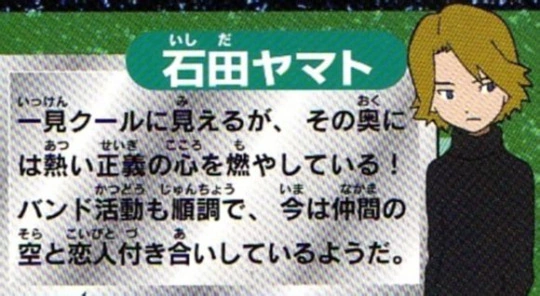 石田ヤマト
一見クールに見えるが、その奥に
は熱い正義の心を燃やしている！
バンド活動も順調で、今は仲間の
空と恋人付き合いしているようだ。